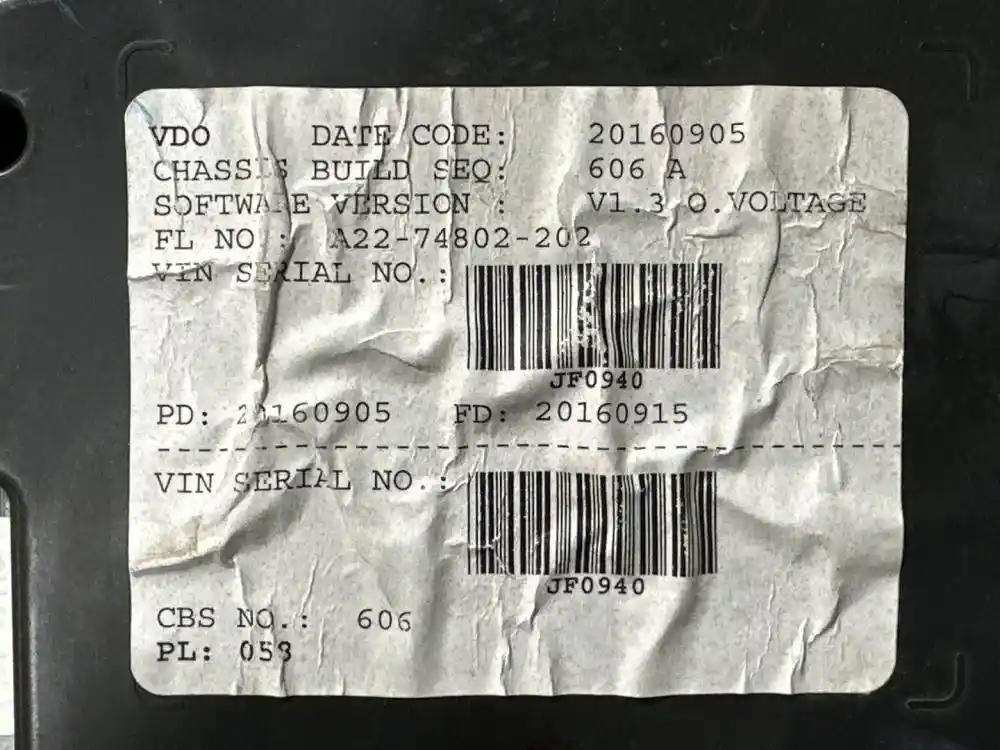 VDO DATE CODE: 20160905
CHASSIS BUILD SEQ: 606 A
SOFTWARE VERSION : V1.3 O.VOLTAGE
FL NO : A22-74802-202
VIN SERIAL NO.:
JF0940
PD: 20160905 FD: 20160915
VIN SERIAL NO.:
JF0940
CBS NO.: 606
PL: 058